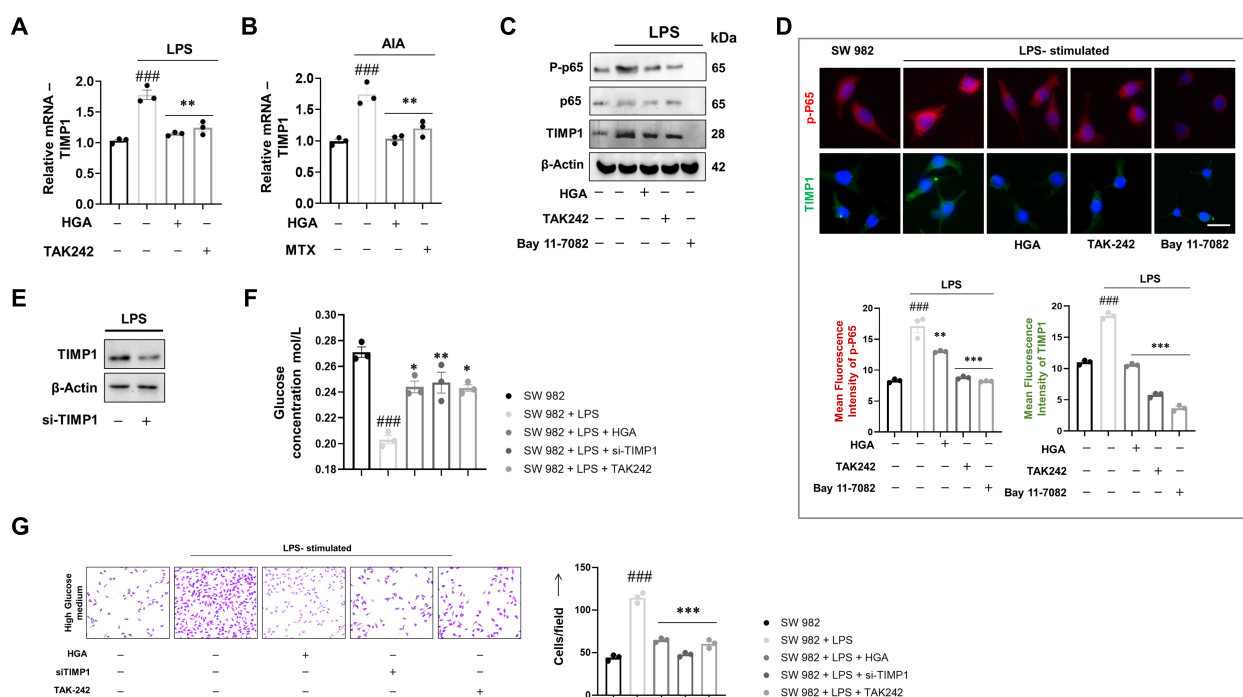 A
LPS
###
**
Relative mRNA –
TIMP1
2.0
1.5
1.0
0.5
0.0
HGA – – + –
TAK242 – – – +
B
AIA
###
**
Relative mRNA –
TIMP1
2.0
1.5
1.0
0.5
0.0
HGA – – + –
MTX – – – +
C
LPS kDa
P-p65 65
p65 65
TIMP1 28
β-Actin 42
HGA – – + – –
TAK242 – – – + –
Bay 11-7082 – – – – +
D
SW 982 LPS- stimulated
p-P65
TIMP1
HGA TAK-242 Bay 11-7082
LPS
###
**
***
Mean Fluorescence
Intensity of p-P65
20
15
10
5
0
HGA – – + – –
TAK242 – – – + –
Bay 11-7082 – – – – +
LPS
###
***
Mean Fluorescence
Intensity of TIMP1
20
15
10
5
0
HGA – – + – –
TAK242 – – – + –
Bay 11-7082 – – – – +
E
LPS
TIMP1
β-Actin
si-TIMP1 – +
F
Glucose
concentration mol/L
0.30
0.28
0.26
0.24
0.22
0.20
0.18
###
*
**
*
SW 982
SW 982 + LPS
SW 982 + LPS + HGA
SW 982 + LPS + si-TIMP1
SW 982 + LPS + TAK242
G
LPS- stimulated
High Glucose
medium
HGA – – + – –
siTIMP1 – – – + –
TAK-242 – – – – +
Cells/field ⟶
150
100
50
0
###
***
SW 982
SW 982 + LPS
SW 982 + LPS + HGA
SW 982 + LPS + si-TIMP1
SW 982 + LPS + TAK242